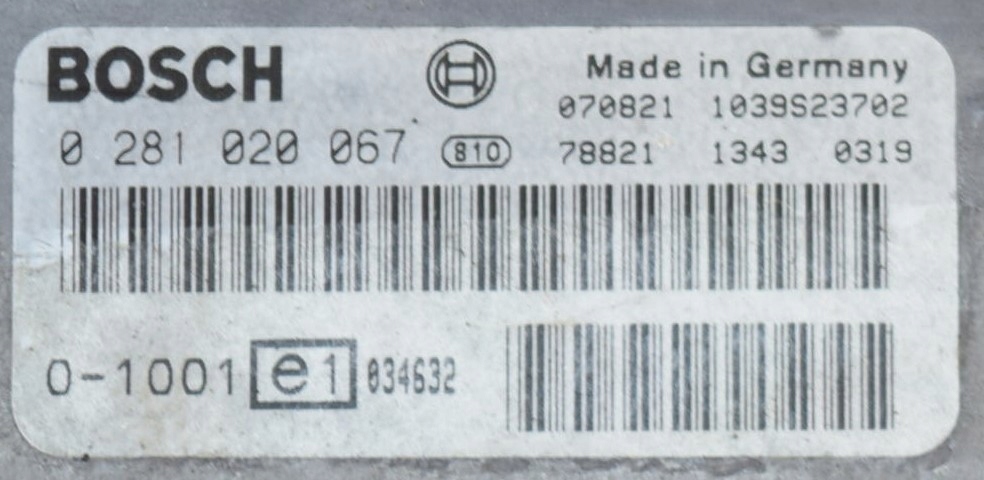 BOSCH
Made in Germany
070821 1039S23702
0 281 020 067 810 78821 1343 0319
0-1001 e1 034632